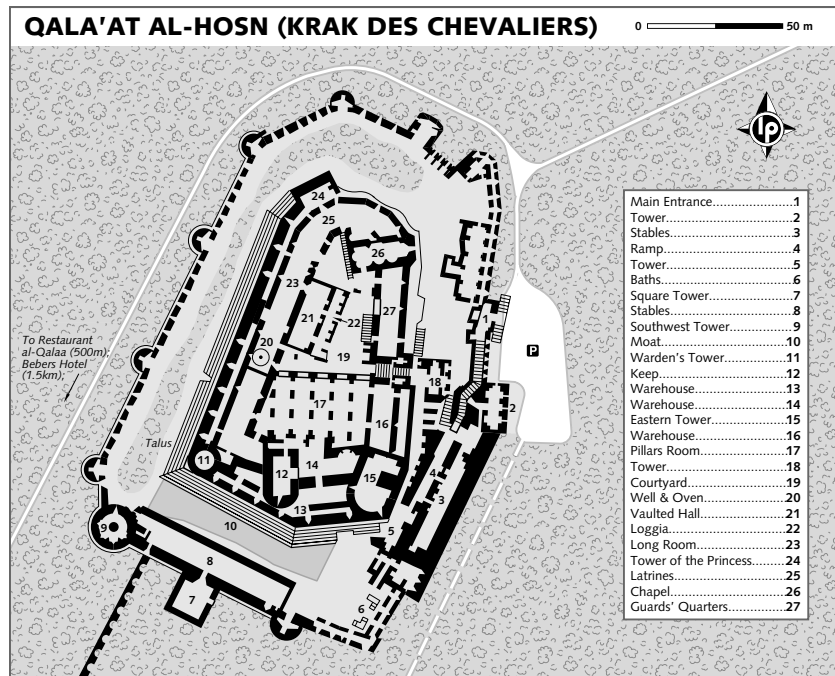 QALA'AT AL-HOSN (KRAK DES CHEVALIERS)
0 50 m
lp
Main Entrance 1
Tower 2
Stables 3
Ramp 4
Tower 5
Baths 6
Square Tower 7
Stables 8
Southwest Tower 9
Moat 10
Warden's Tower 11
Keep 12
Warehouse 13
Warehouse 14
Eastern Tower 15
Warehouse 16
Pillars Room 17
Tower 18
Courtyard 19
Well & Oven 20
Vaulted Hall 21
Loggia 22
Long Room 23
Tower of the Princess 24
Latrines 25
Chapel 26
Guards' Quarters 27
24
25
26
23
27
21
22
1
20
19
P
18
17
2
16
To Restaurant
al-Qalaa (500m);
Bebers Hotel
(1.5km);
Talus
11
12
14
15
4
3
13
10
5
9
8
6
7